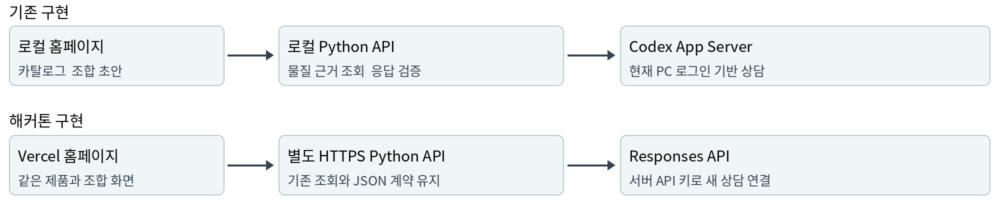 기존 구현
로컬 홈페이지
카탈로그 조합 초안
로컬 Python API
물질 근거 조회 응답 검증
Codex App Server
현재 PC 로그인 기반 상담
해커톤 구현
Vercel 홈페이지
같은 제품과 조합 화면
별도 HTTPS Python API
기존 조회와 JSON 계약 유지
Responses API
서버 API 키로 새 상담 연결